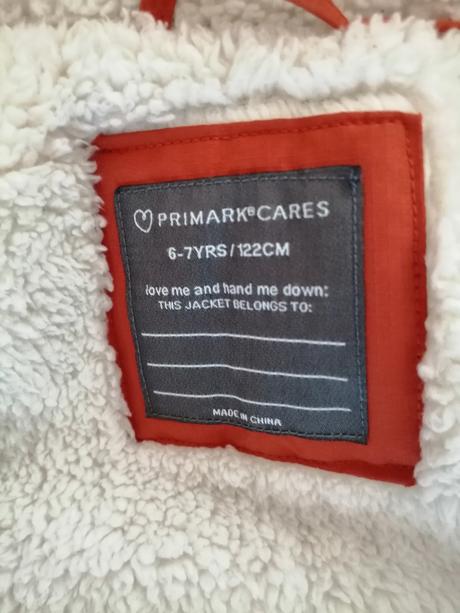 PRIMARK®CARES
6-7YRS/122CM
love me and hand me down:
THIS JACKET BELONGS TO:
MADE IN CHINA